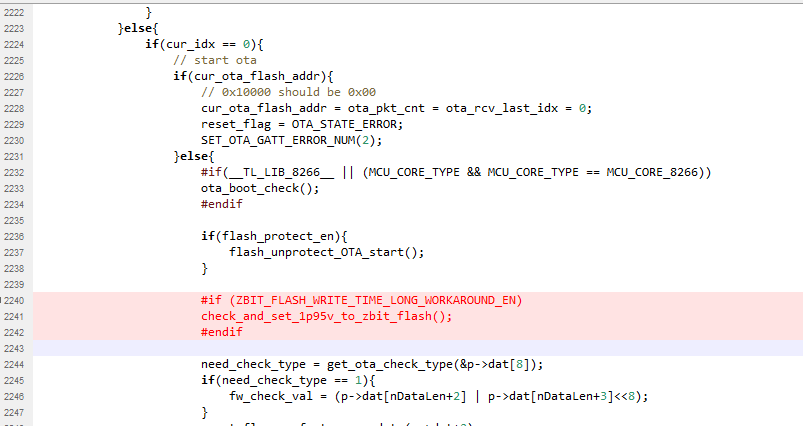 2222 }
2223 }else{
2224 if(cur_idx == 0){
2225 // start ota
2226 if(cur_ota_flash_addr){
2227 // 0x10000 should be 0x00
2228 cur_ota_flash_addr = ota_pkt_cnt = ota_rcv_last_idx = 0;
2229 reset_flag = OTA_STATE_ERROR;
2230 SET_OTA_GATT_ERROR_NUM(2);
2231 }else{
2232 #if(__TL_LIB_8266__ || (MCU_CORE_TYPE && MCU_CORE_TYPE == MCU_CORE_8266))
2233 ota_boot_check();
2234 #endif
2235
2236 if(flash_protect_en){
2237 flash_unprotect_OTA_start();
2238 }
2239
2240 #if (ZBIT_FLASH_WRITE_TIME_LONG_WORKAROUND_EN)
2241 check_and_set_1p95v_to_zbit_flash();
2242 #endif
2243
2244 need_check_type = get_ota_check_type(&p->dat[8]);
2245 if(need_check_type == 1){
2246 fw_check_val = (p->dat[nDataLen+2] | p->dat[nDataLen+3]<<8);
2247 }